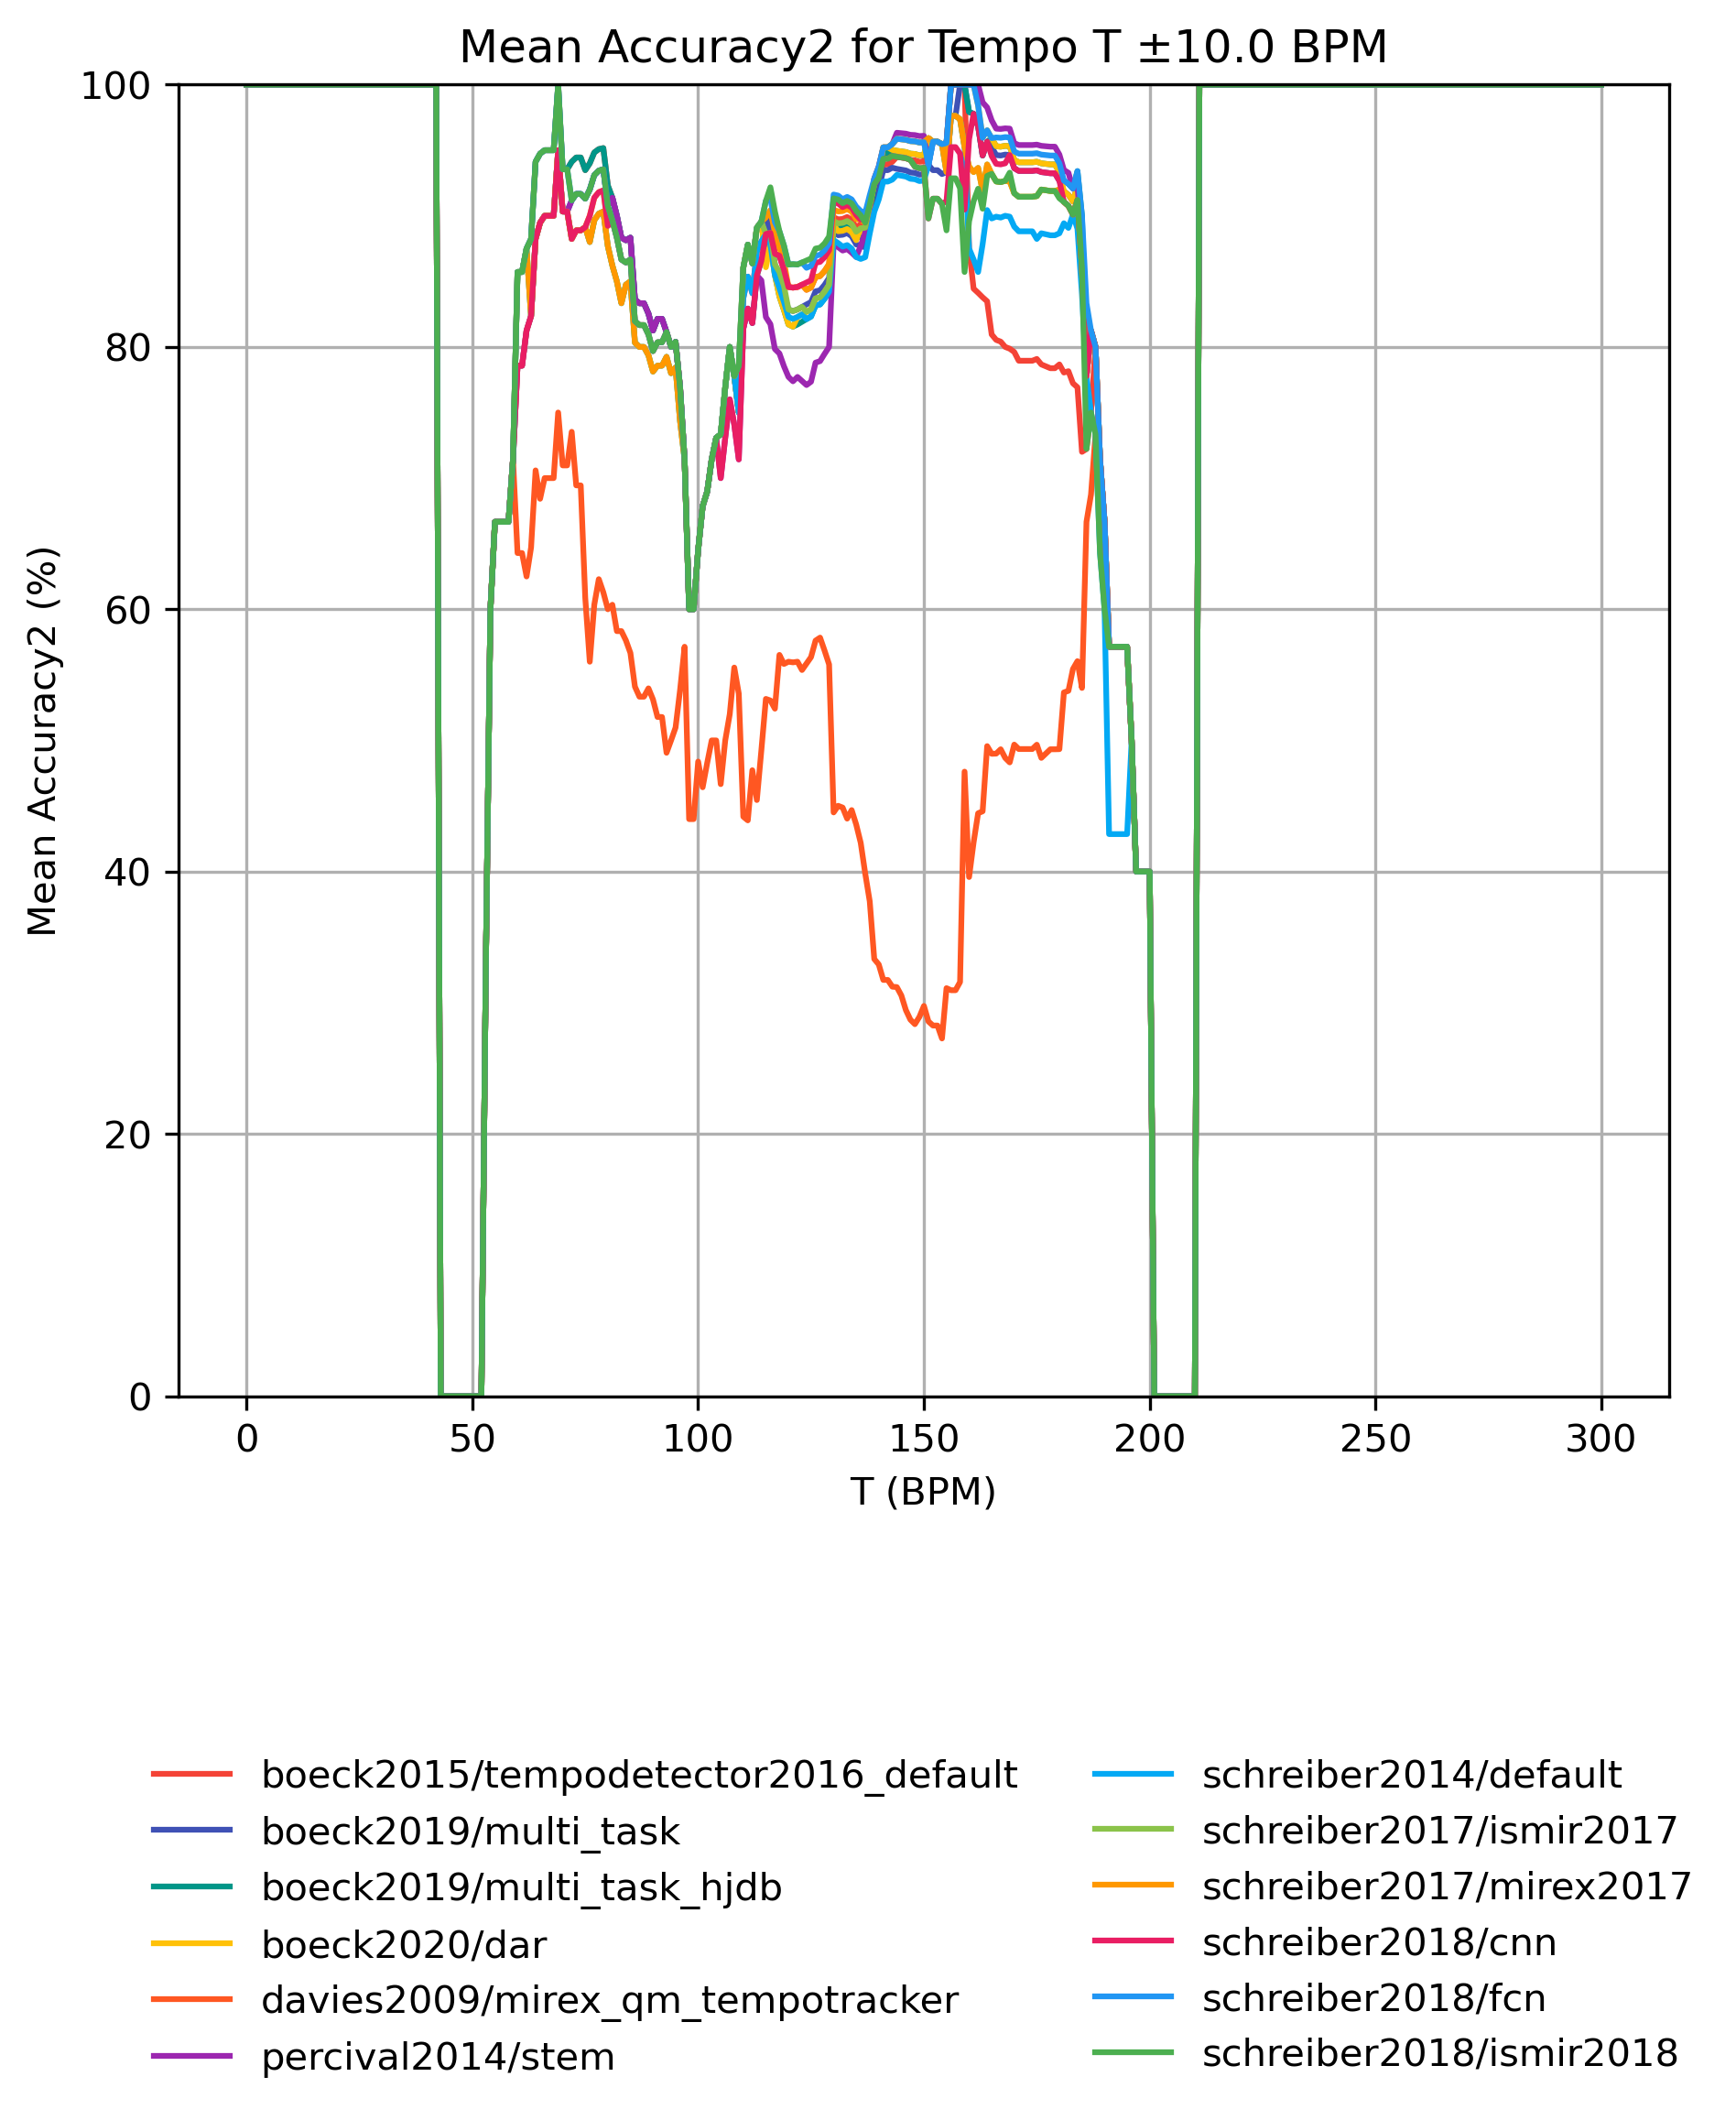 Mean Accuracy2 for Tempo T ±10.0 BPM
100
80
60
40
20
0
Mean Accuracy2 (%)
0 50 100 150 200 250 300
T (BPM)
boeck2015/tempodetector2016_default
boeck2019/multi_task
boeck2019/multi_task_hjdb
boeck2020/dar
davies2009/mirex_qm_tempotracker
percival2014/stem
schreiber2014/default
schreiber2017/ismir2017
schreiber2017/mirex2017
schreiber2018/cnn
schreiber2018/fcn
schreiber2018/ismir2018